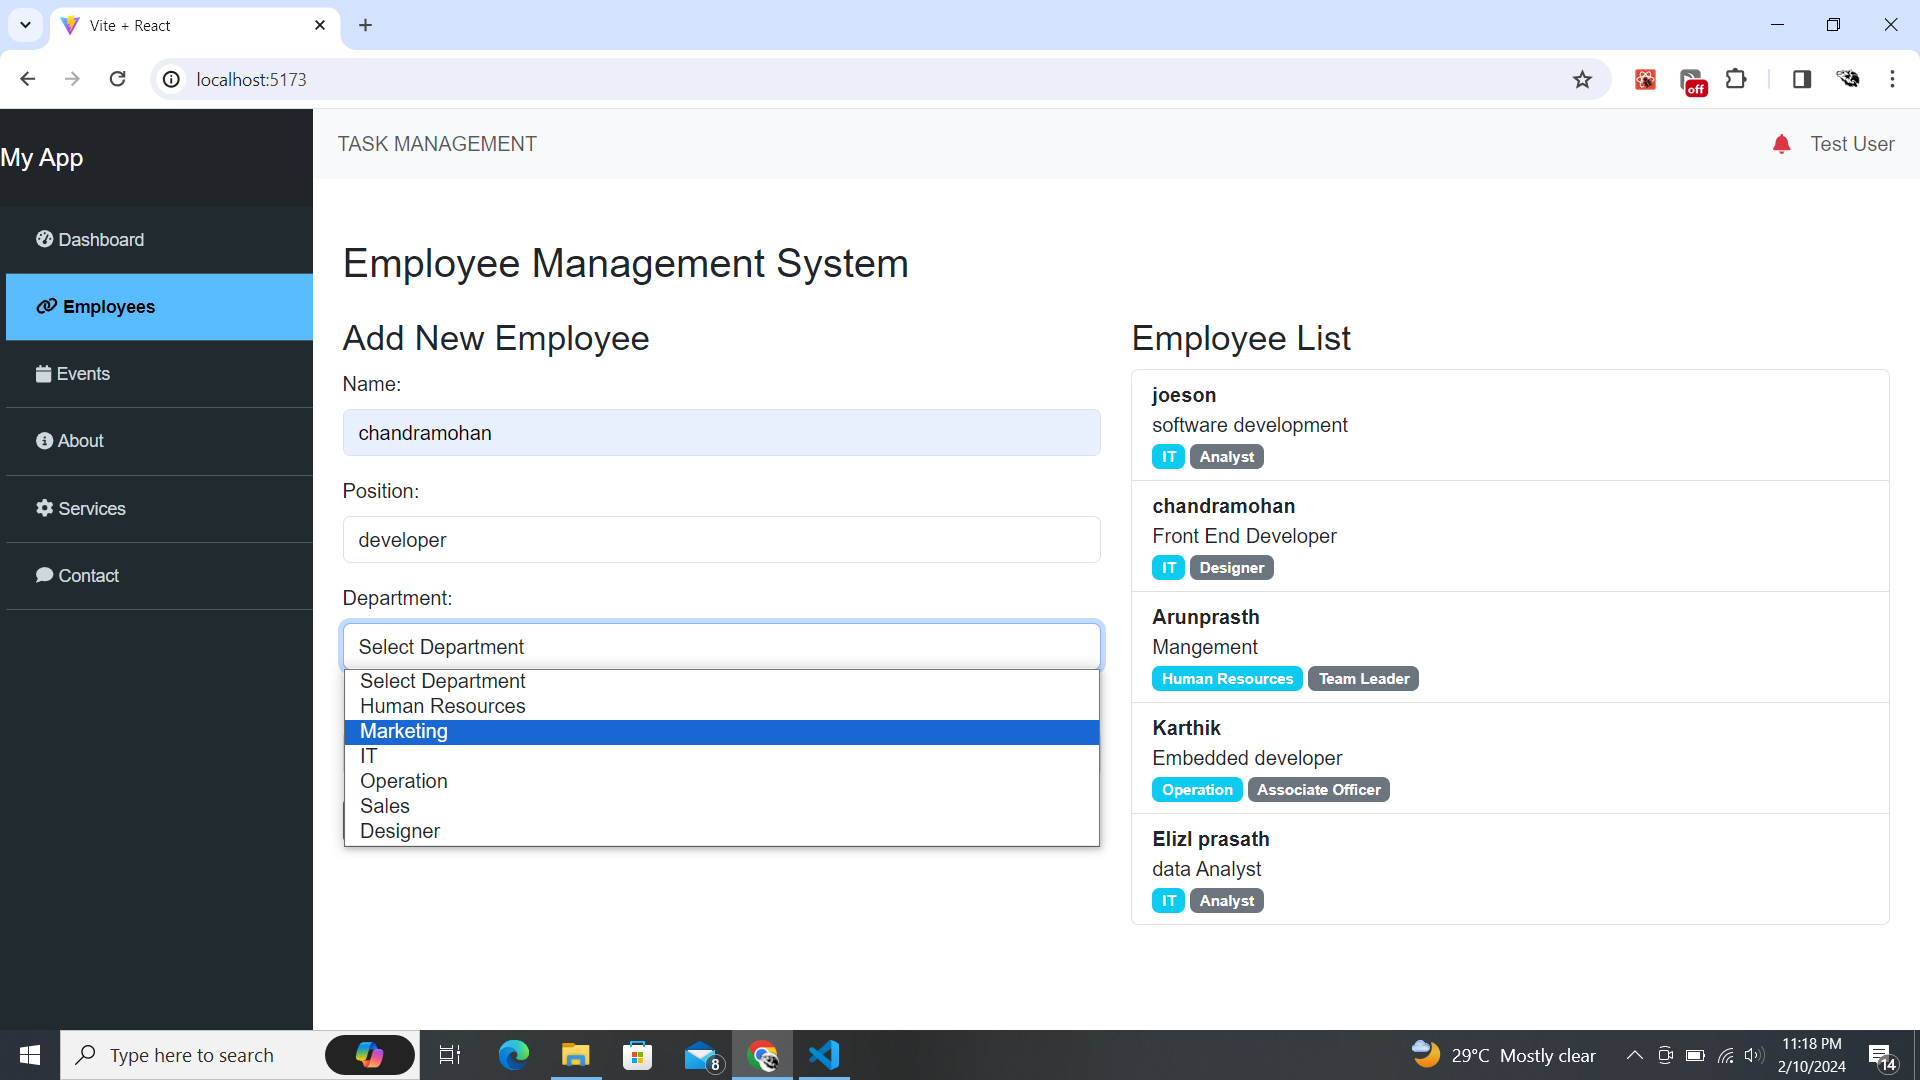 Vite + React
localhost:5173
off
My App
TASK MANAGEMENT
Test User
Dashboard
Employees
Events
About
Services
Contact
Employee Management System
Add New Employee
Name:
chandramohan
Position:
developer
Department:
Select Department
Select Department
Human Resources
Marketing
IT
Operation
Sales
Designer
Employee List
joeson
software development
IT Analyst
chandramohan
Front End Developer
IT Designer
Arunprasth
Mangement
Human Resources Team Leader
Karthik
Embedded developer
Operation Associate Officer
Elizl prasath
data Analyst
IT Analyst
Type here to search
8
29°C Mostly clear
11:18 PM
2/10/2024
14